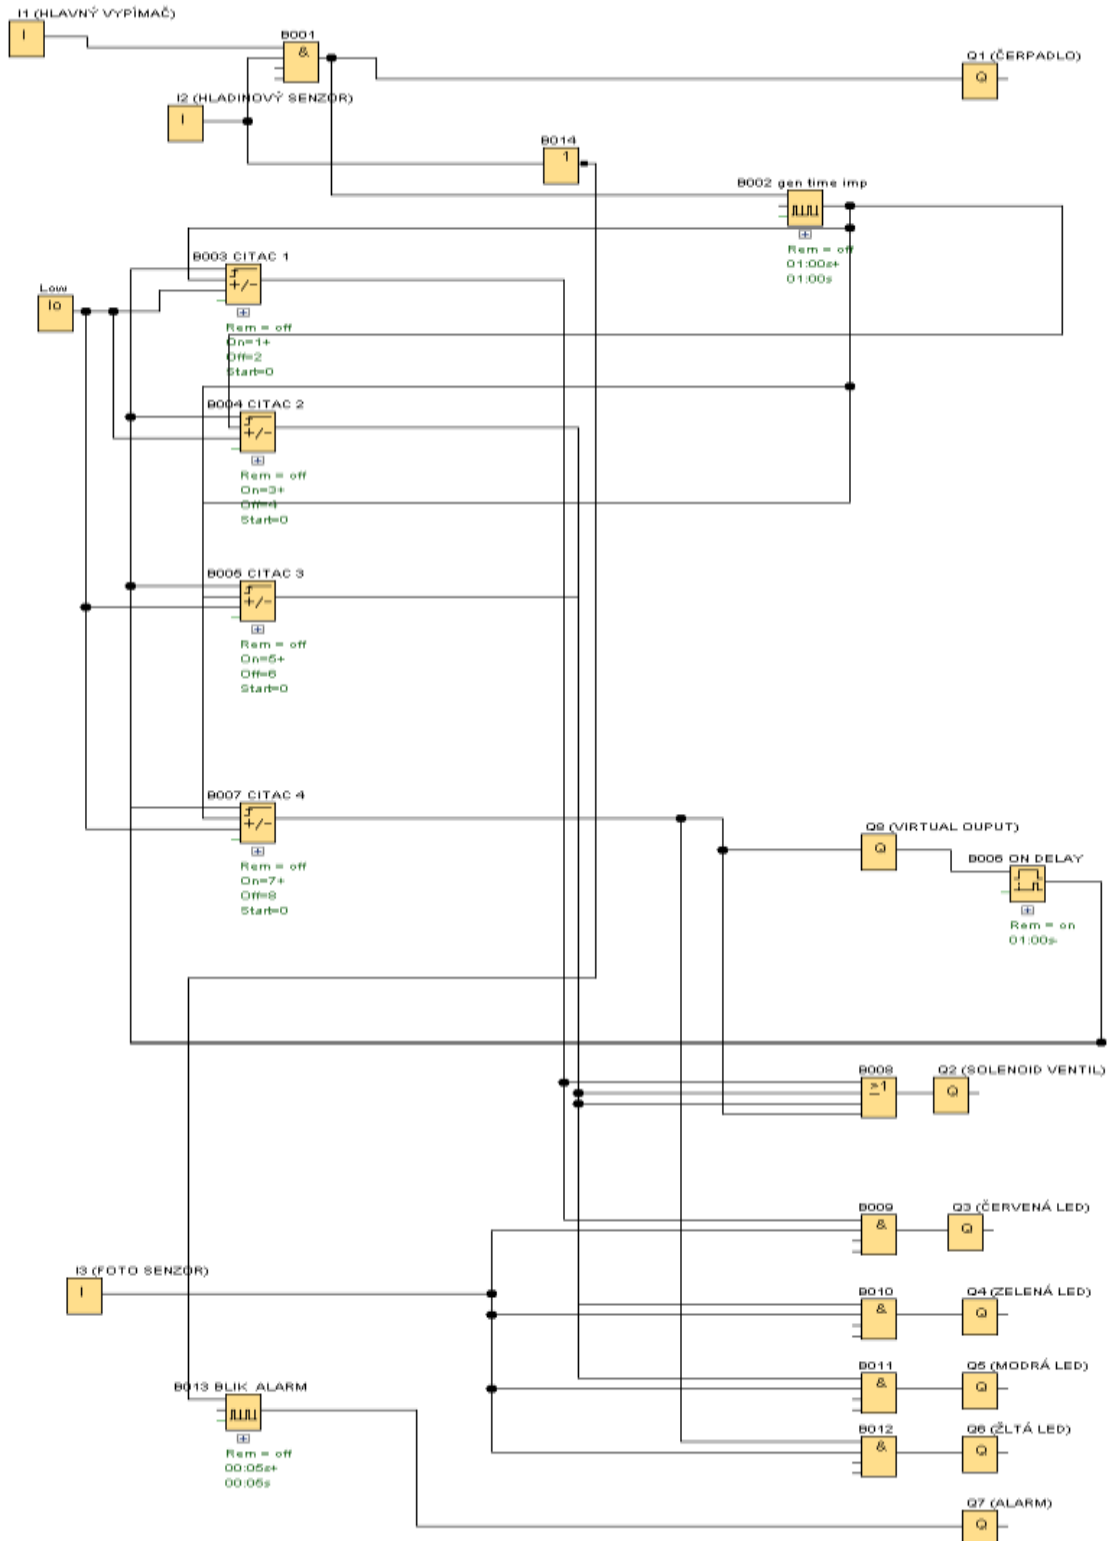 I1 (HLAVNÝ VYPÍMAČ)
I
B001
&
Q1 (ČERPADLO)
Q
I2 (HLADINOVÝ SENZOR)
I
B014
1
B002 gen time imp
Rem = off
01:00s+
01:00s
B003 CITAC 1
+/-
Rem = off
On=1+
Off=2
Start=0
Low
lo
B004 CITAC 2
+/-
Rem = off
On=3+
Off=4
Start=0
B005 CITAC 3
+/-
Rem = off
On=5+
Off=6
Start=0
B007 CITAC 4
+/-
Rem = off
On=7+
Off=8
Start=0
(VIRTUAL OUPUT)
Q
B006 ON DELAY
Rem = on
01:00s
B008
≥1
Q2 (SOLENOID VENTIL)
Q
B009
&
Q3 (ČERVENÁ LED)
Q
I3 (FOTO SENZOR)
I
B010
&
Q4 (ZELENÁ LED)
Q
B011
&
Q5 (MODRÁ LED)
Q
B013 BLIK ALARM
Rem = off
00:05s+
00:05s
B012
&
Q6 (ŽLTÁ LED)
Q
Q7 (ALARM)
Q